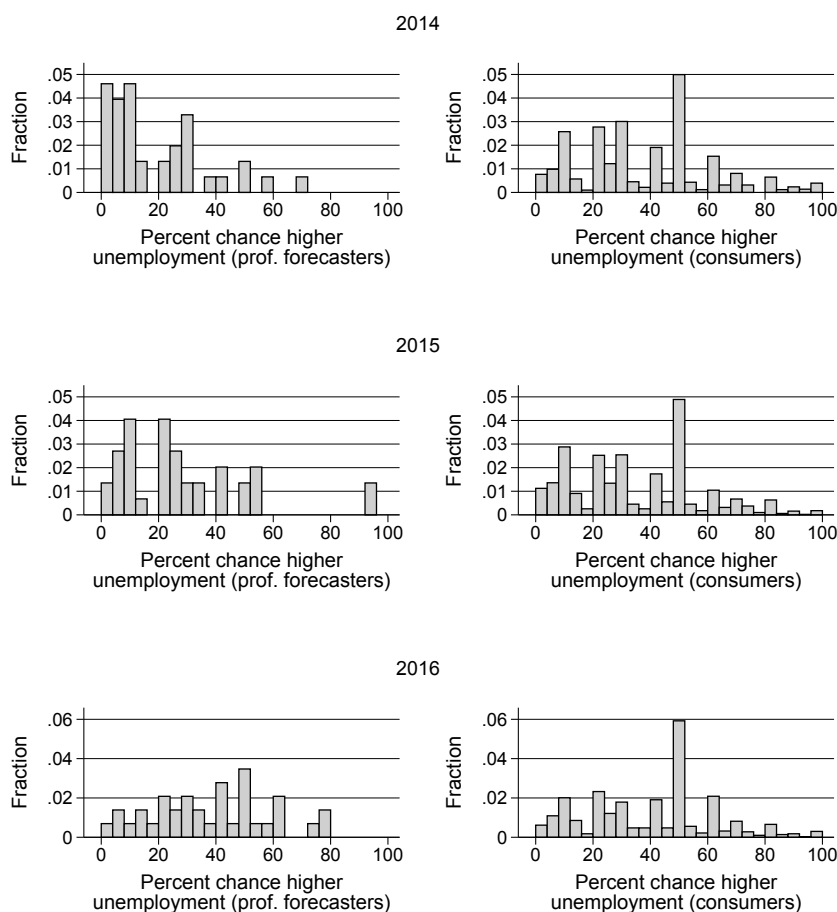 2014
Fraction
.05
.04
.03
.02
.01
0
0 20 40 60 80 100
Percent chance higher
unemployment (prof. forecasters)
Fraction
.05
.04
.03
.02
.01
0
0 20 40 60 80 100
Percent chance higher
unemployment (consumers)
2015
Fraction
.05
.04
.03
.02
.01
0
0 20 40 60 80 100
Percent chance higher
unemployment (prof. forecasters)
Fraction
.05
.04
.03
.02
.01
0
0 20 40 60 80 100
Percent chance higher
unemployment (consumers)
2016
Fraction
.06
.04
.02
0
0 20 40 60 80 100
Percent chance higher
unemployment (prof. forecasters)
Fraction
.06
.04
.02
0
0 20 40 60 80 100
Percent chance higher
unemployment (consumers)